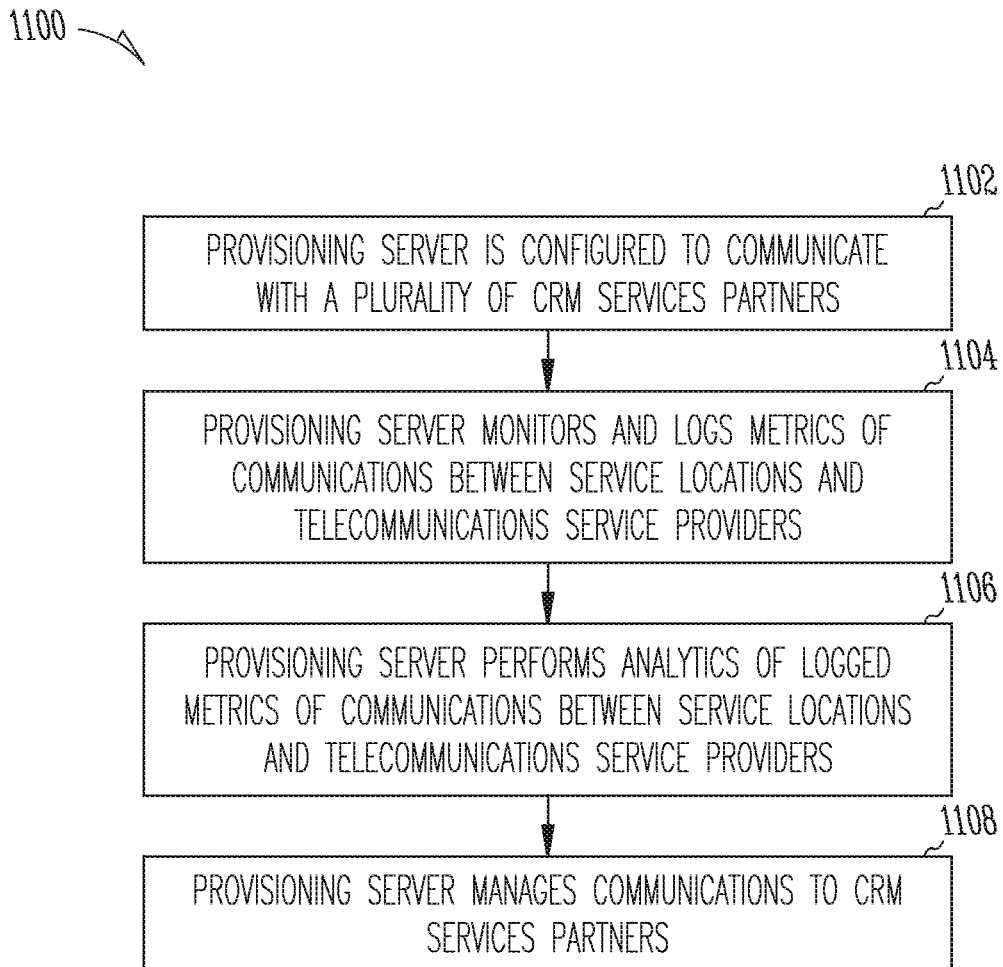 1100
1102
PROVISIONING SERVER IS CONFIGURED TO COMMUNICATE
WITH A PLURALITY OF CRM SERVICES PARTNERS
1104
PROVISIONING SERVER MONITORS AND LOGS METRICS OF
COMMUNICATIONS BETWEEN SERVICE LOCATIONS AND
TELECOMMUNICATIONS SERVICE PROVIDERS
1106
PROVISIONING SERVER PERFORMS ANALYTICS OF LOGGED
METRICS OF COMMUNICATIONS BETWEEN SERVICE LOCATIONS
AND TELECOMMUNICATIONS SERVICE PROVIDERS
1108
PROVISIONING SERVER MANAGES COMMUNICATIONS TO CRM
SERVICES PARTNERS